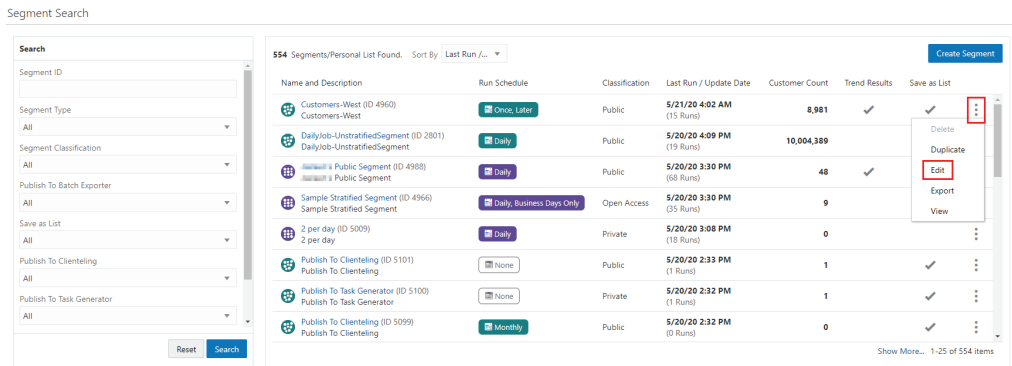 Segment Search
Search
Segment ID
Segment Type
All
Segment Classification
All
Publish To Batch Exporter
All
Save as List
All
Publish To Clienteling
All
Publish To Task Generator
All
Reset Search
554 Segments/Personal List Found. Sort By Last Run /... Create Segment
Name and Description Run Schedule Classification Last Run / Update Date Customer Count Trend Results Save as List
Customers-West (ID 4960) Once, Later Public 5/21/20 4:02 AM 8,981
Customers-West (15 Runs)
DailyJob-UnstratifiedSegment (ID 2801) Daily Public 5/20/20 4:09 PM 10,004,389
DailyJob-UnstratifiedSegment (19 Runs)
Public Segment (ID 4988) Daily Public 5/20/20 3:30 PM 48
Public Segment (68 Runs)
Sample Stratified Segment (ID 4966) Daily, Business Days Only Open Access 5/20/20 3:30 PM 9
Sample Stratified Segment (35 Runs)
2 per day (ID 5009) Daily Private 5/20/20 3:08 PM 0
2 per day (18 Runs)
Publish To Clienteling (ID 5101) None Public 5/20/20 2:33 PM 1
Publish To Clienteling (1 Runs)
Publish To Task Generator (ID 5100) None Private 5/20/20 2:32 PM 1
Publish To Task Generator (1 Runs)
Publish To Clienteling (ID 5099) Monthly Public 5/20/20 2:32 PM 0
Publish To Clienteling (0 Runs)
Delete
Duplicate
Edit
Export
View
Show More... 1-25 of 554 items